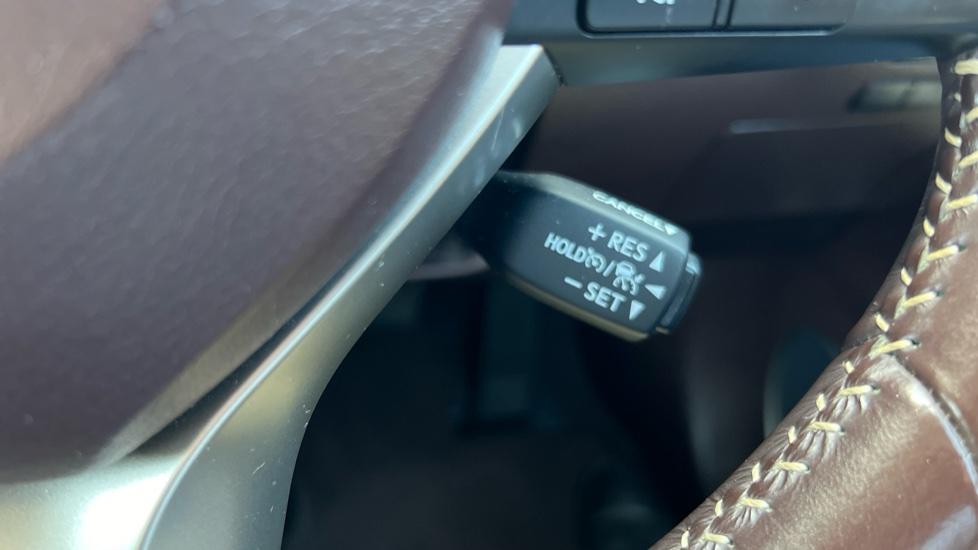 CANCEL▼
+ RES ▲
HOLD / ◀
− SET ▼